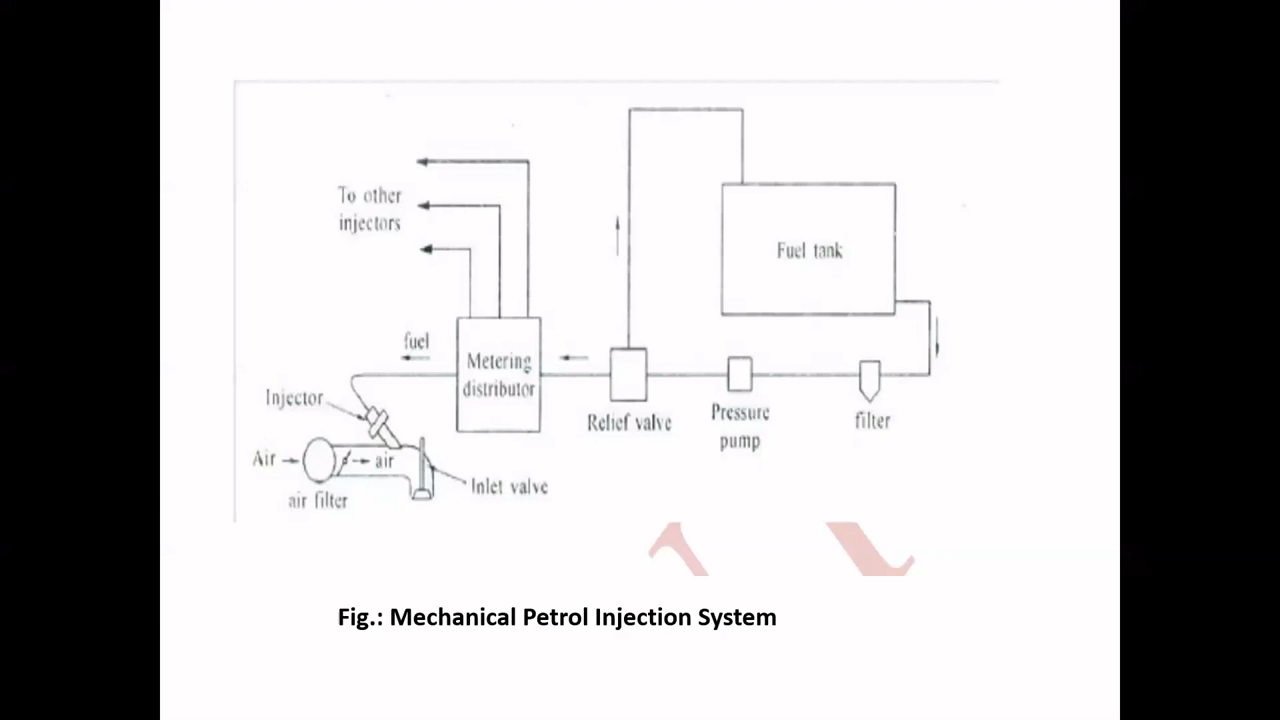 To other
injectors
Fuel tank
fuel
Metering
distributor
Injector
Relief valve
Pressure
pump
filter
Air
air
Inlet valve
air filter
Fig.: Mechanical Petrol Injection System